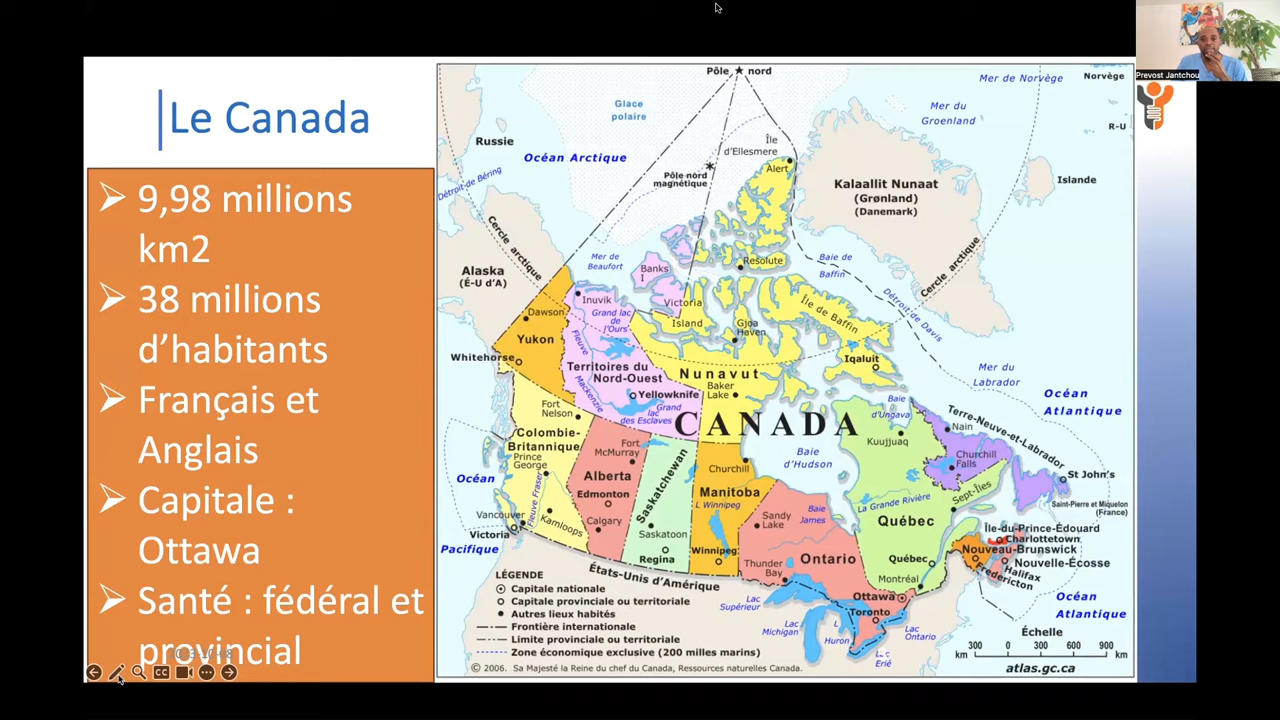 Prevost Jantchou
Le Canada
➢ 9,98 millions
km2
➢ 38 millions
d’habitants
➢ Français et
Anglais
➢ Capitale :
Ottawa
➢ Santé : fédéral et
provincial
Pôle nord
Mer de Norvège
Norvège
Glace
polaire
Mer du
Groenland
R-U
Russie
Océan Arctique
Île
d'Ellesmere
Alert
Pôle nord
magnétique
Détroit de Béring
Kalaallit Nunaat
(Grønland)
(Danemark)
Islande
Cercle arctique
Cercle arctique
Alaska
(É-U d'A)
Mer de
Beaufort
Banks
I
Resolute
Baie de
Baffin
Détroit de Davis
Inuvik
Victoria
Island
Île de Baffin
Dawson
Grand lac
de
l'Ours
Gjoa
Haven
Yukon
Fleuve
Mackenzie
Iqaluit
Whitehorse
Territoires du
Nord-Ouest
Nunavut
Baker
Lake
Yellowknife
Grand
lac
des Esclaves
Mer du
Labrador
Océan
Atlantique
Fort
Nelson
CANADA
Baie
d'Ungava
Terre-Neuve-et-Labrador
Nain
Kuujjuaq
Colombie-
Britannique
Fort
McMurray
Baie
d'Hudson
Churchill
Falls
Prince
George
Alberta
Saskatchewan
Churchill
St John's
Océan
Pacifique
Edmonton
Manitoba
L Winnipeg
La Grande Rivière
Sept-Îles
Saint-Pierre et Miquelon
(France)
Fleuve Fraser
Vancouver
Kamloops
Calgary
Sandy
Lake
Baie
James
Québec
Île-du-Prince-Édouard
Charlottetown
Victoria
Saskatoon
Regina
Winnipeg
Ontario
Québec
Nouveau-Brunswick
Nouvelle-Écosse
Halifax
Fredericton
Thunder
Bay
Montréal
États-Unis d'Amérique
Ottawa
Toronto
Océan
Atlantique
Lac
Supérieur
Lac
Michigan
L
Huron
Lac
Ontario
Lac
Erié
LÉGENDE
Capitale nationale
Capitale provinciale ou territoriale
Autres lieux habités
Frontière internationale
Limite provinciale ou territoriale
Zone économique exclusive (200 milles marins)
Échelle
km 300 0 300 600 900 km
© 2006. Sa Majesté la Reine du chef du Canada, Ressources naturelles Canada.
atlas.gc.ca
CC